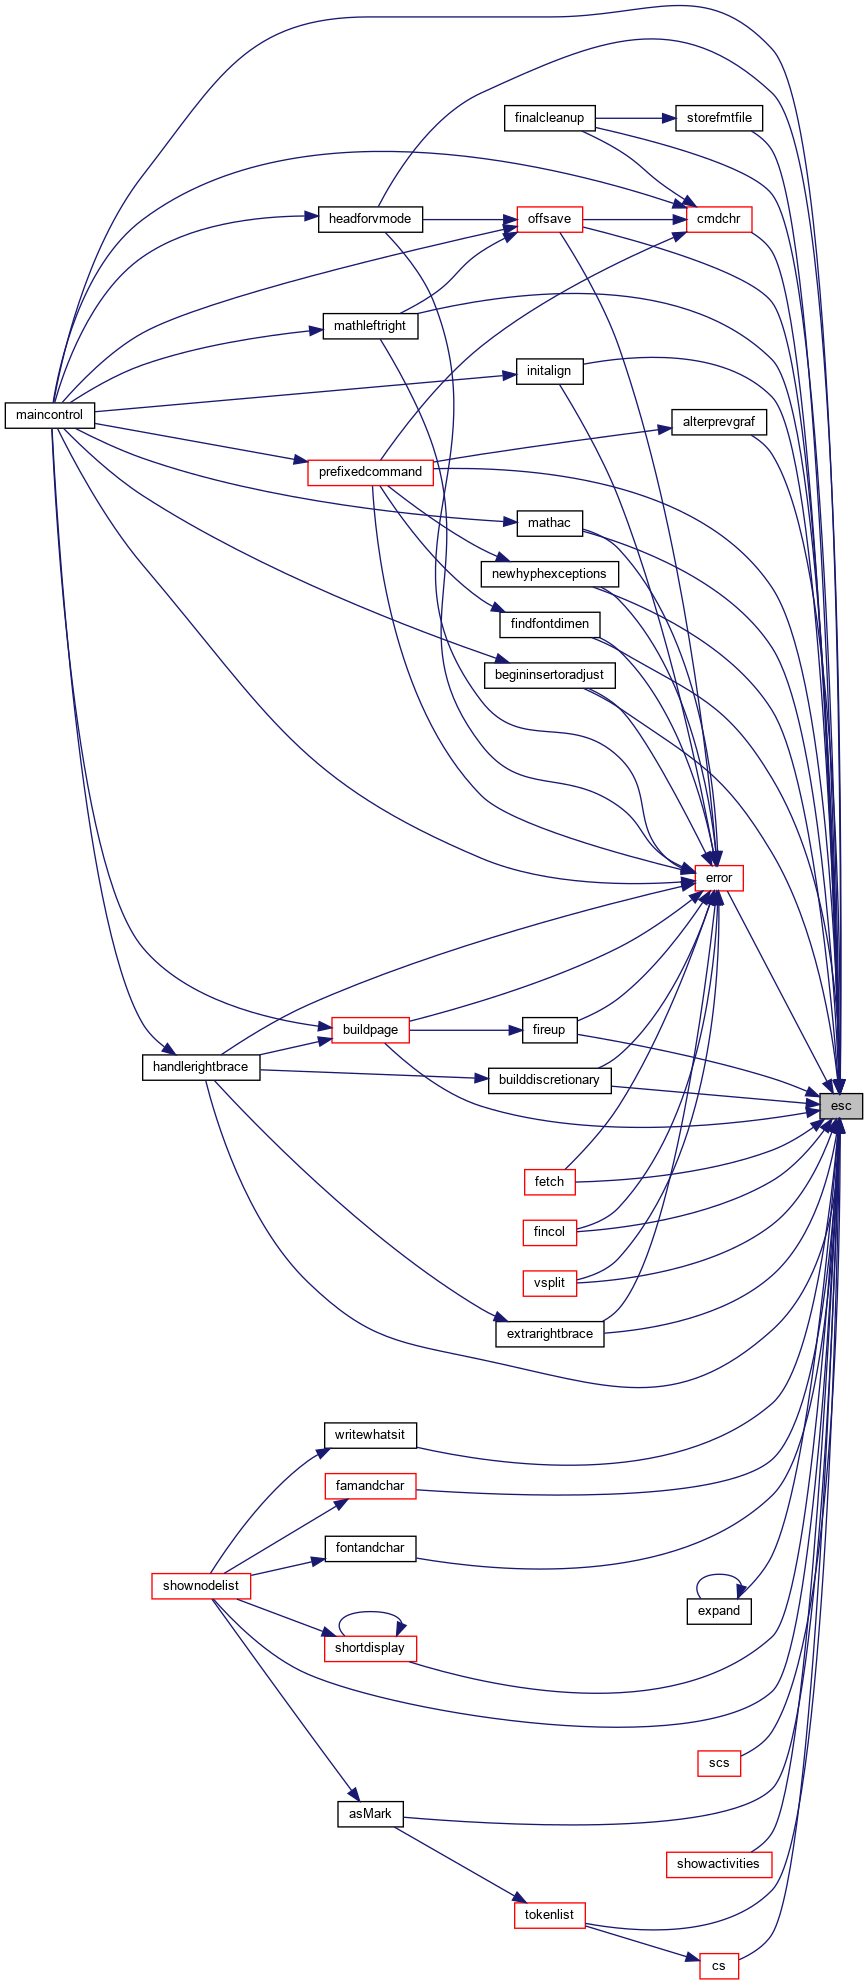 finalcleanup
storefmtfile
headforvmode
offsave
cmdchr
mathleftright
initalign
maincontrol
alterprevgraf
prefixedcommand
mathac
newhyphexceptions
findfontdimen
begininsertoradjust
error
buildpage
fireup
handlerightbrace
builddiscretionary
esc
fetch
fincol
vsplit
extrarightbrace
writewhatsit
famandchar
fontandchar
shownodelist
expand
shortdisplay
scs
asMark
showactivities
tokenlist
cs